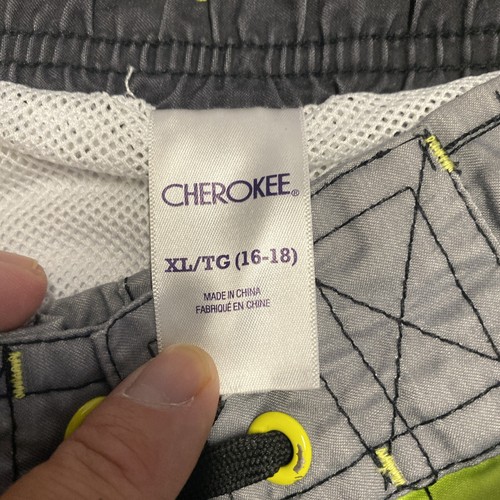 CHEROKEE®
XL/TG (16-18)
MADE IN CHINA
FABRIQUÉ EN CHINE